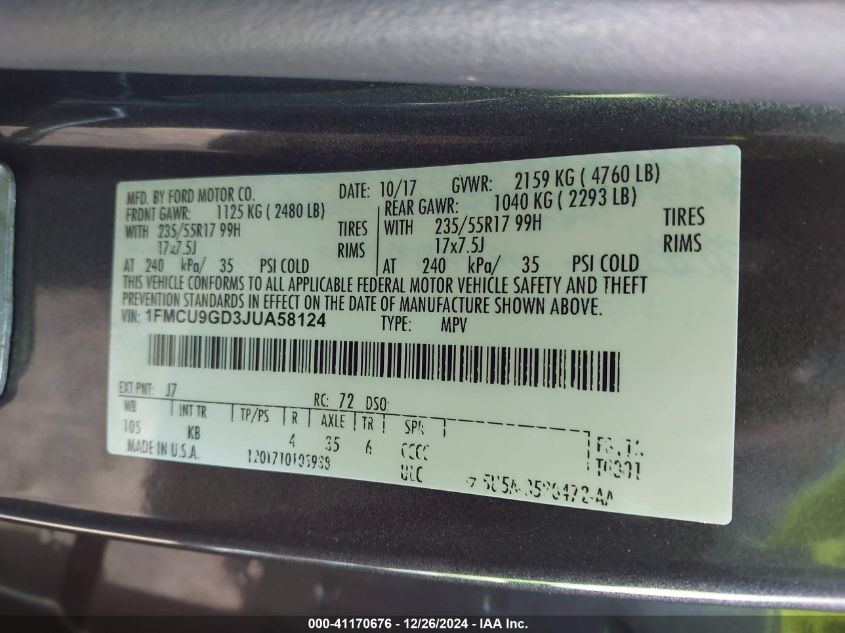 MFD. BY FORD MOTOR CO. DATE: 10/17 GVWR: 2159 KG ( 4760 LB)
FRONT GAWR: 1125 KG ( 2480 LB) REAR GAWR: 1040 KG ( 2293 LB)
WITH 235/55R17 99H TIRES WITH 235/55R17 99H TIRES
17x7.5J RIMS 17x7.5J RIMS
AT 240 kPa/ 35 PSI COLD AT 240 kPa/ 35 PSI COLD
THIS VEHICLE CONFORMS TO ALL APPLICABLE FEDERAL MOTOR VEHICLE SAFETY AND THEFT
PREVENTION STANDARDS IN EFFECT ON THE DATE OF MANUFACTURE SHOWN ABOVE.
VIN: 1FMCU9GD3JUA58124 TYPE: MPV
EXT PNT: J7 RC: 72 DSO:
WB INT TR TP/PS R AXLE TR SPR
105 KB 4 35 6 CCCC
MADE IN U.S.A. ULC
000-41170676 - 12/26/2024 - IAA Inc.